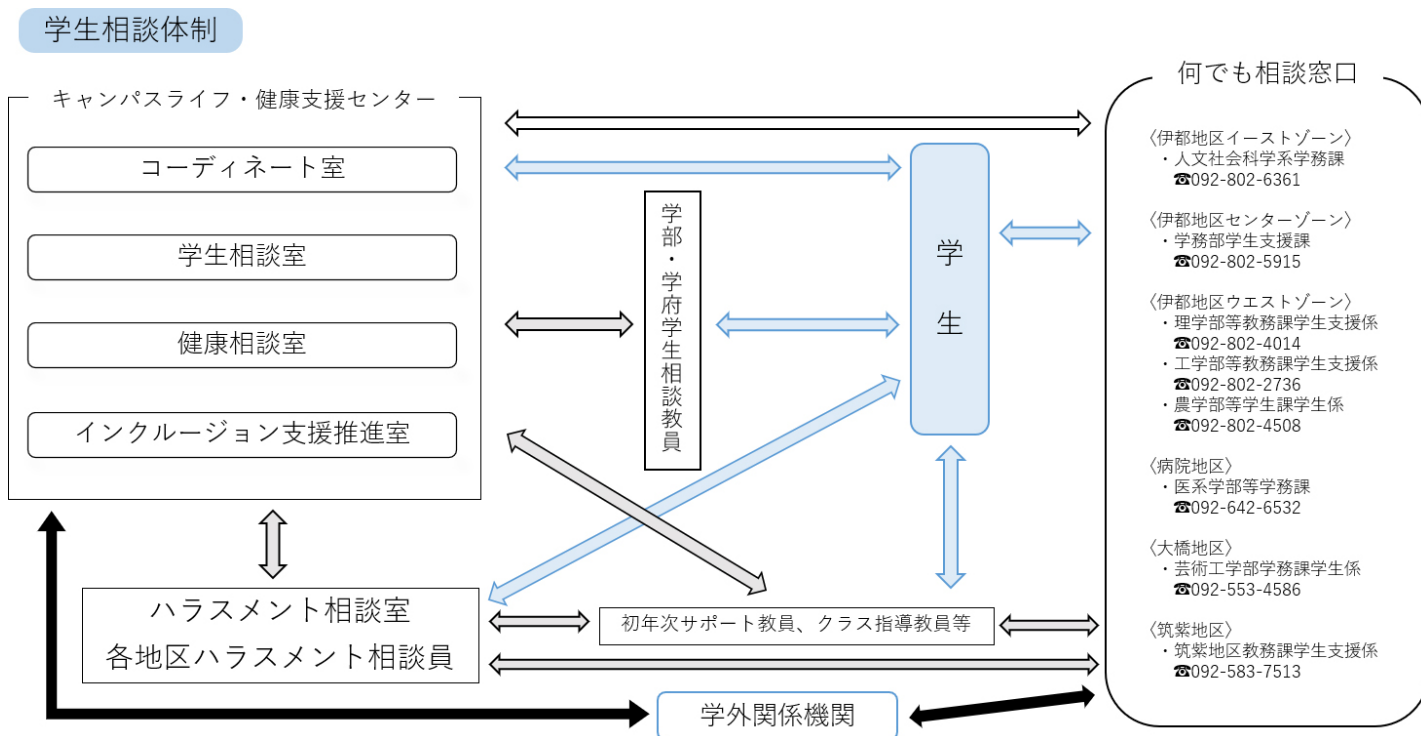 学生相談体制
キャンパスライフ・健康支援センター
コーディネート室
学生相談室
健康相談室
インクルージョン支援推進室
学部・学府学生相談教員
学生
ハラスメント相談室
各地区ハラスメント相談員
初年次サポート教員、クラス指導教員等
学外関係機関
何でも相談窓口
〈伊都地区イーストゾーン〉
・人文社会科学系学務課
☎092-802-6361
〈伊都地区センターゾーン〉
・学務部学生支援課
☎092-802-5915
〈伊都地区ウエストゾーン〉
・理学部等教務課学生支援係
☎092-802-4014
・工学部等教務課学生支援係
☎092-802-2736
・農学部等学生課学生係
☎092-802-4508
〈病院地区〉
・医系学部等学務課
☎092-642-6532
〈大橋地区〉
・芸術工学部学務課学生係
☎092-553-4586
〈筑紫地区〉
・筑紫地区教務課学生支援係
☎092-583-7513